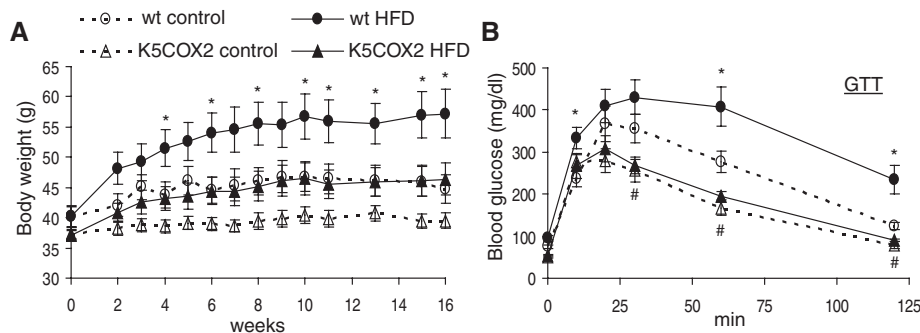 wt control
wt HFD
K5COX2 control
K5COX2 HFD
A
Body weight (g)
65
60
55
50
45
40
35
30
* * * * * * *
0 2 4 6 8 10 12 14 16
weeks
B
GTT
Blood glucose (mg/dl)
500
400
300
200
100
0
* * *
# # #
0 25 50 75 100 125
min